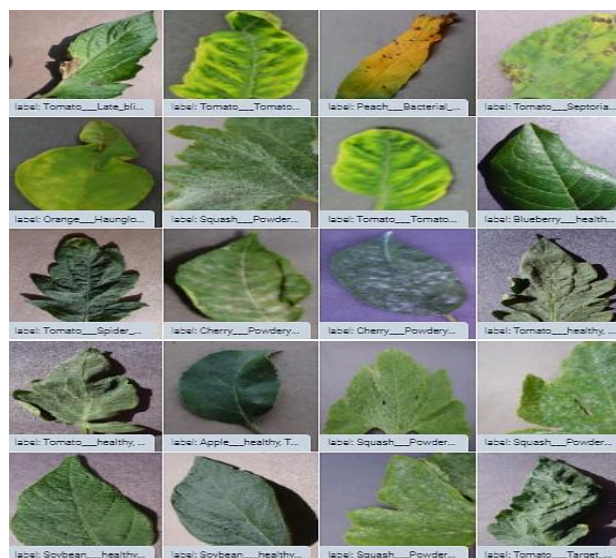 label: Tomato___Late_bli...
label: Tomato___Tomato...
label: Peach___Bacterial_...
label: Tomato___Septoria...
label: Orange___Haunglo...
label: Squash___Powder...
label: Tomato___Tomato...
label: Blueberry___health...
label: Tomato___Spider_...
label: Cherry___Powdery...
label: Cherry___Powdery...
label: Tomato___healthy, ...
label: Tomato___healthy, ...
label: Apple___healthy, T...
label: Squash___Powder...
label: Squash___Powder...
label: Soybean___healthy...
label: Soybean___healthy...
label: Squash___Powder...
label: Tomato___Target...